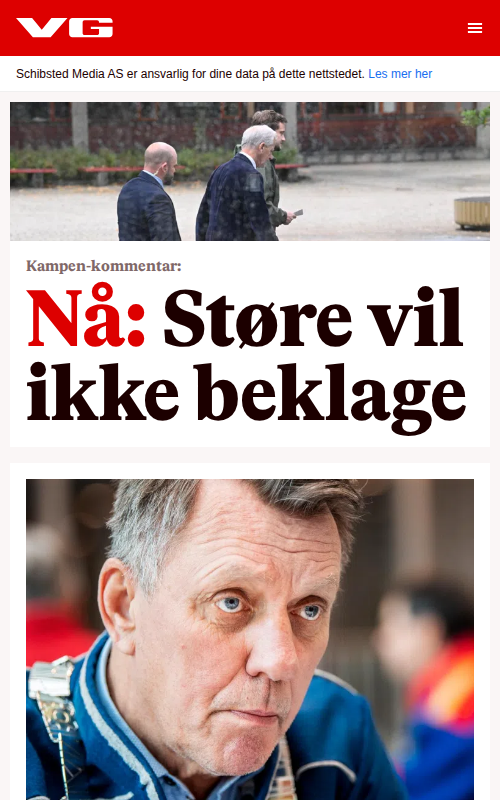 VG
Schibsted Media AS er ansvarlig for dine data på dette nettstedet. Les mer her
Kampen-kommentar:
Nå: Støre vil
ikke beklage